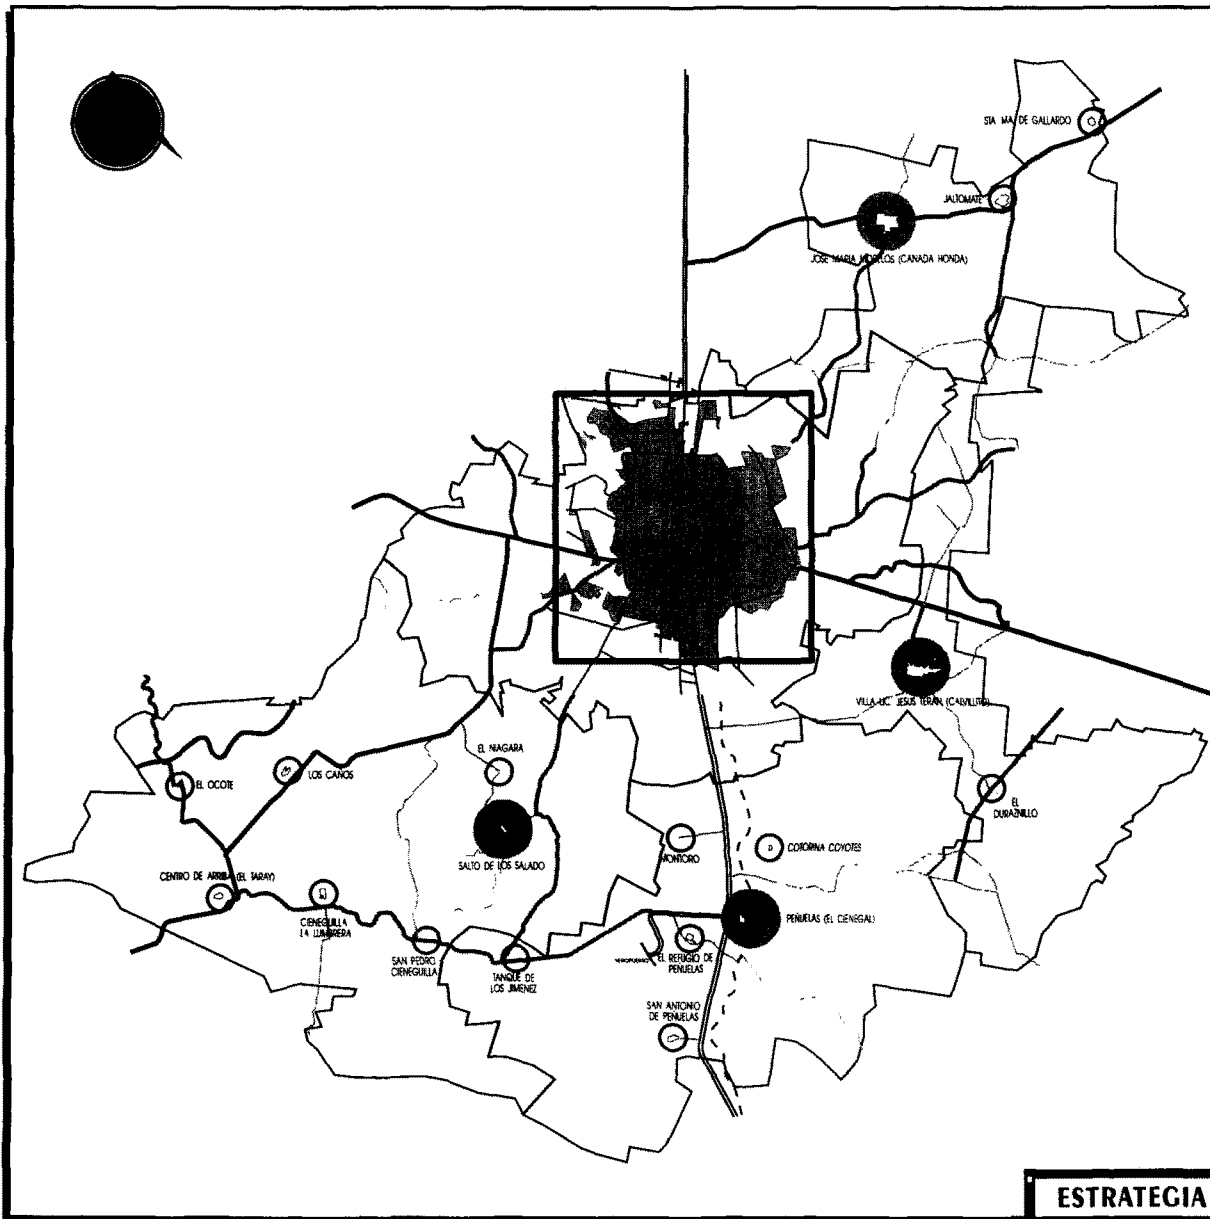 STA MA. DE GALLARDO
JALTOMATE
JOSE MARIA MORELOS (CANADA HONDA)
VILLA LIC. JESUS TERAN (CALVILLITO)
EL NIAGARA
EL OCOTE
LOS CAÑOS
EL
DURAZNILLO
SALTO DE LOS SALADO
MONTORO
COTORINA COYOTES
CENTRO DE ARRIBA (EL TARAY)
CIENEGUILLA
LA LUMBRERA
PEÑUELAS (EL CIENEGAL)
SAN PEDRO
CIENEGUILLA
TANQUE DE
LOS JIMENEZ
AEROPUERTO
EL REFUGIO DE
PEÑUELAS
SAN ANTONIO
DE PEÑUELAS
ESTRATEGIA